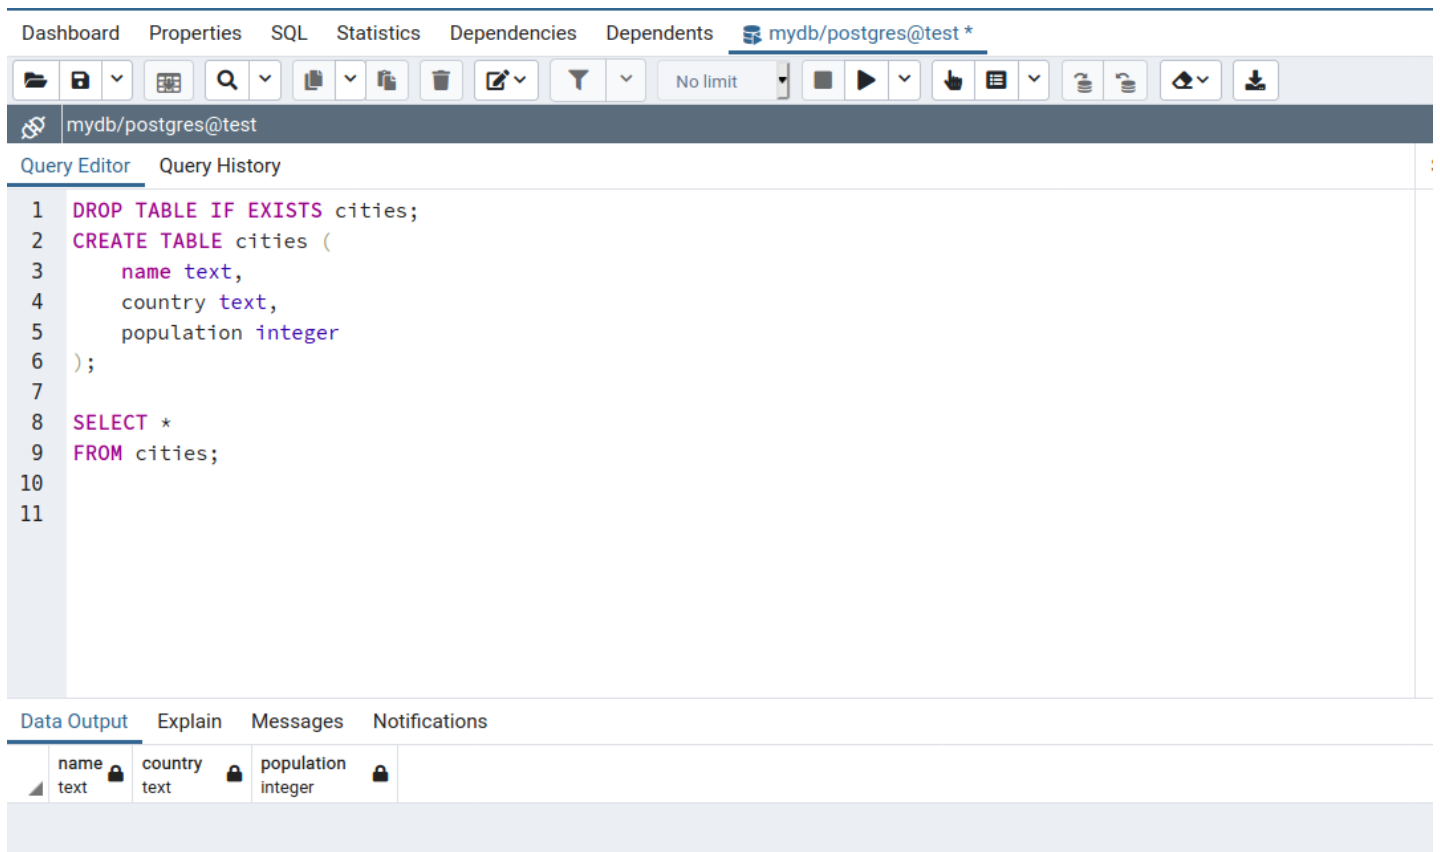 Dashboard Properties SQL Statistics Dependencies Dependents mydb/postgres@test *
No limit
mydb/postgres@test
Query Editor Query History
1 DROP TABLE IF EXISTS cities;
2 CREATE TABLE cities (
3 name text,
4 country text,
5 population integer
6 );
7
8 SELECT *
9 FROM cities;
10
11
Data Output Explain Messages Notifications
name country population
text text integer